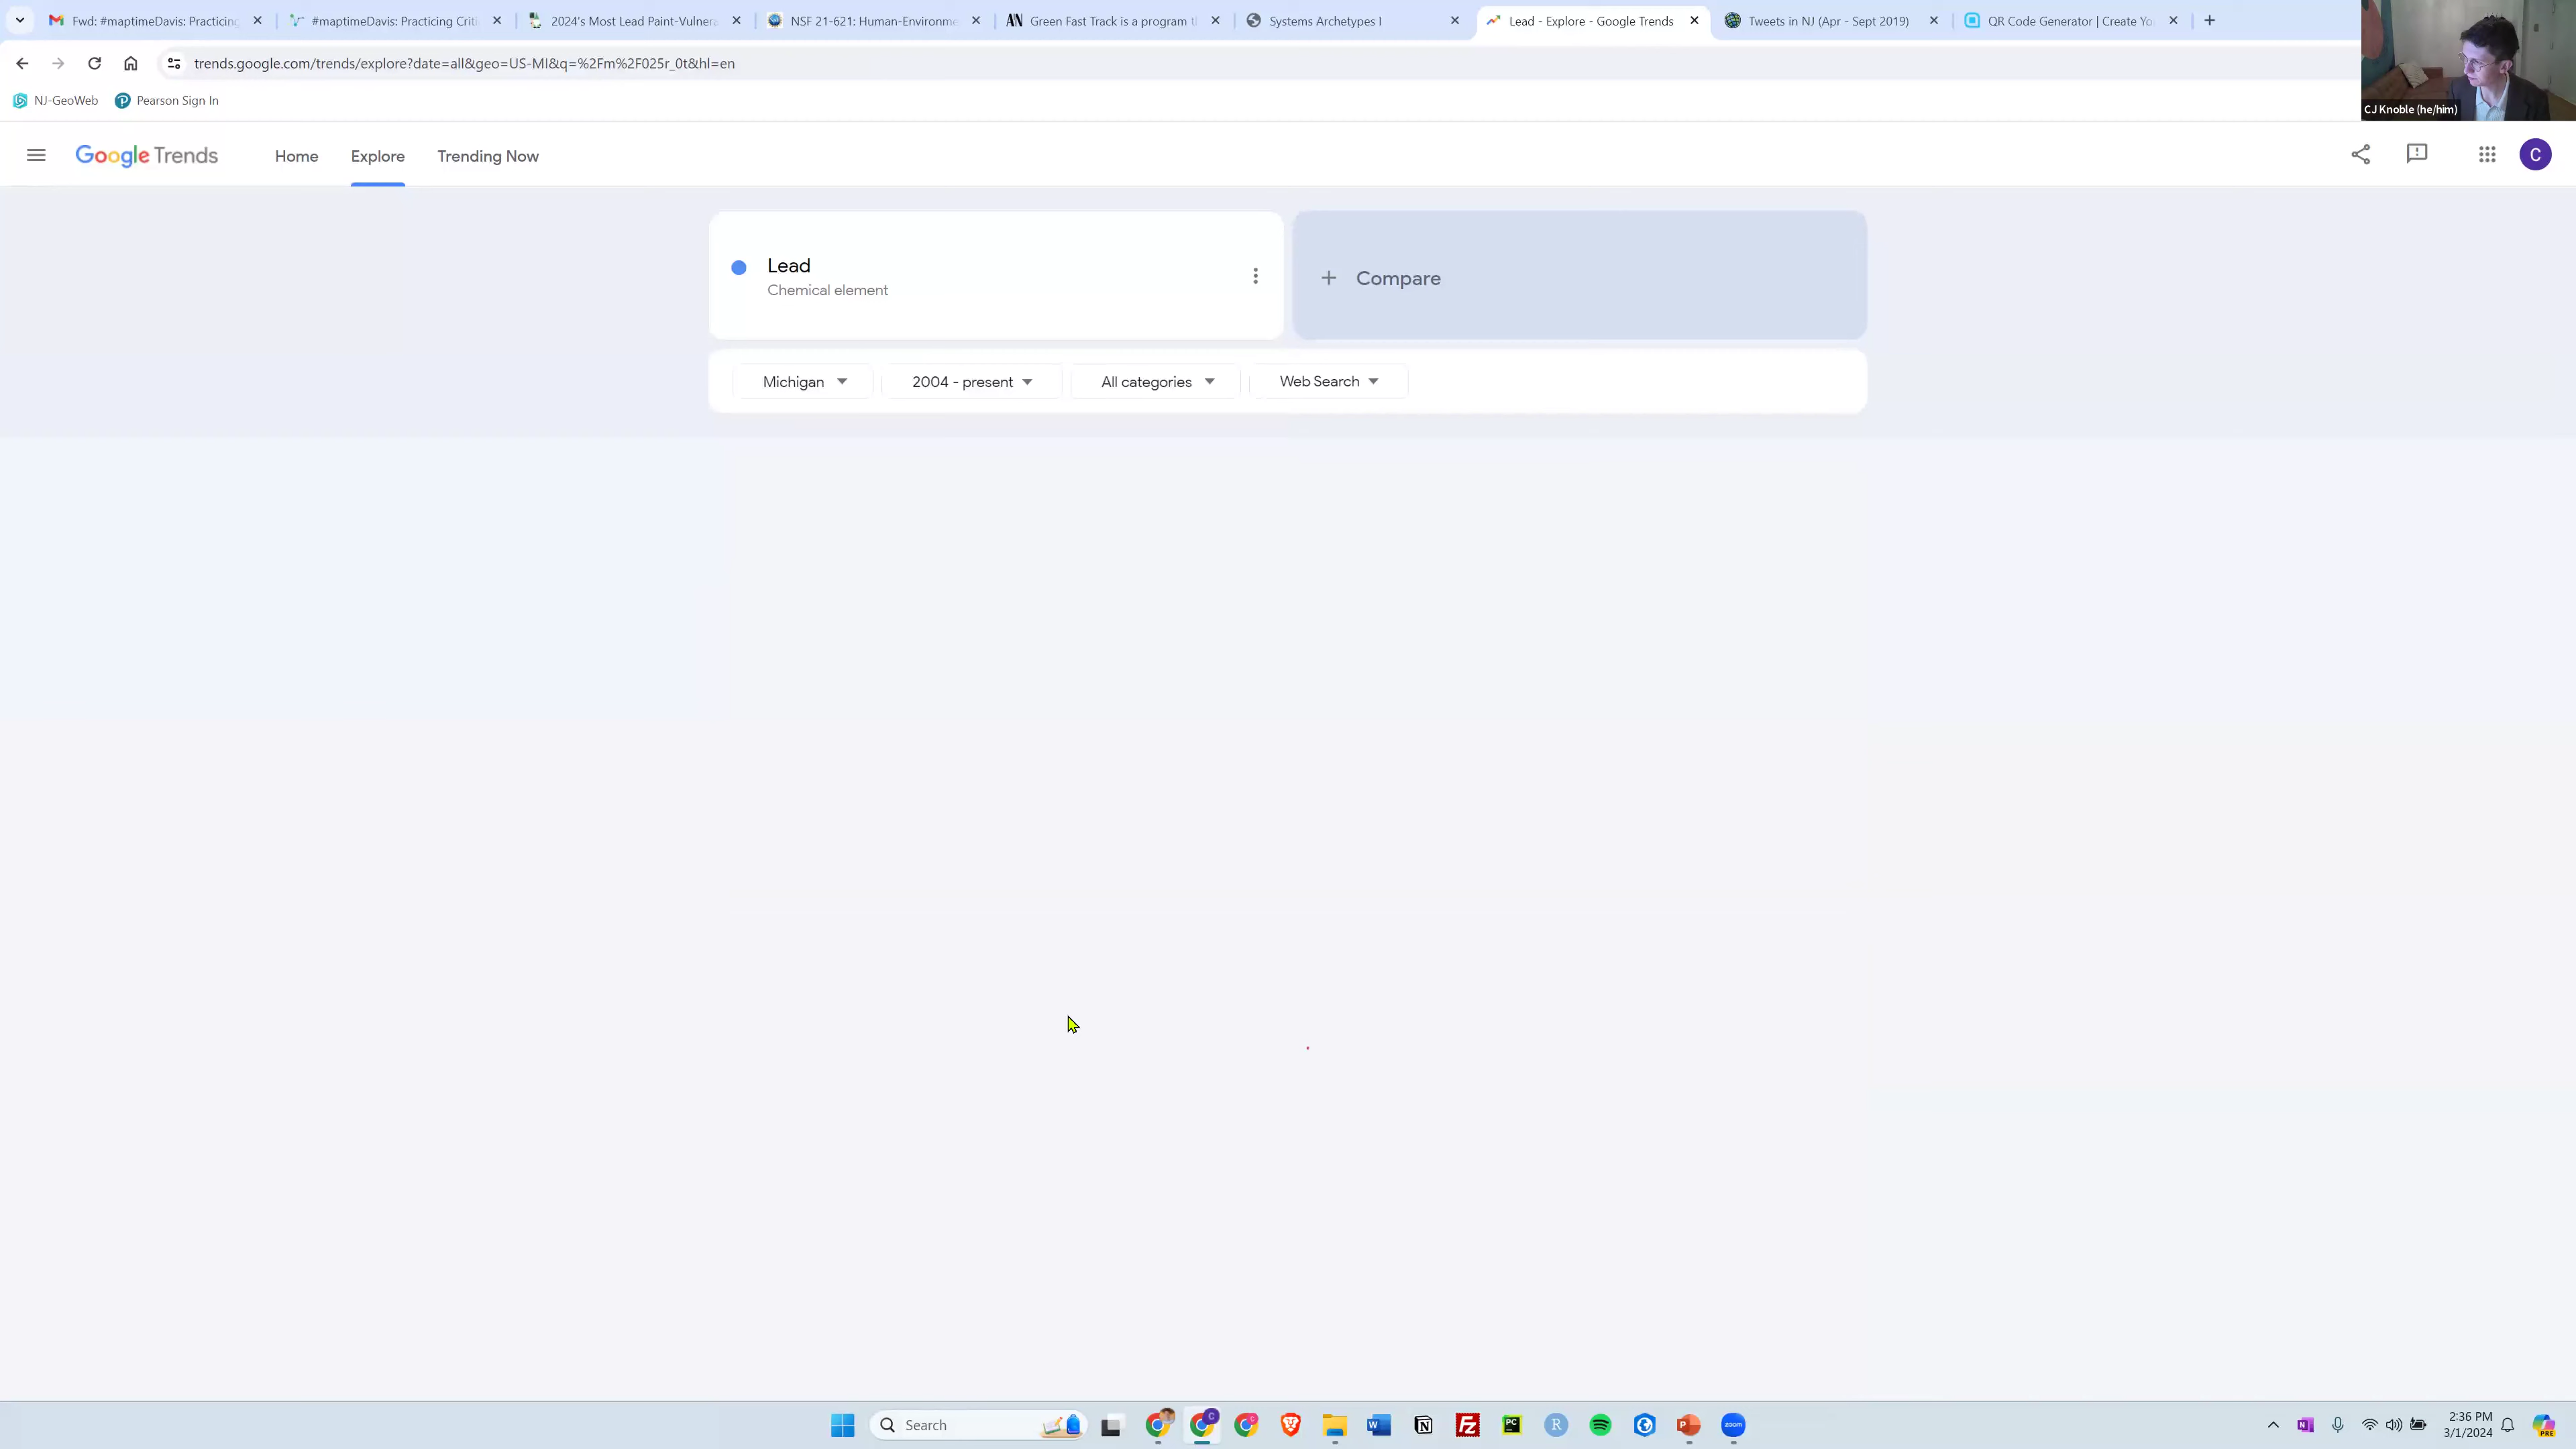 Fwd: #maptimeDavis: Practicing
#maptimeDavis: Practicing Criti
2024's Most Lead Paint-Vulnera
NSF 21-621: Human-Environme
Green Fast Track is a program t
Systems Archetypes I
Lead - Explore - Google Trends
Tweets in NJ (Apr - Sept 2019)
QR Code Generator | Create Yo
trends.google.com/trends/explore?date=all&geo=US-MI&q=%2Fm%2F025r_0t&hl=en
NJ-GeoWeb
Pearson Sign In
CJ Knoble (he/him)
Google Trends
Home
Explore
Trending Now
C
Lead
Chemical element
+ Compare
Michigan
2004 - present
All categories
Web Search
Search
2:36 PM
3/1/2024